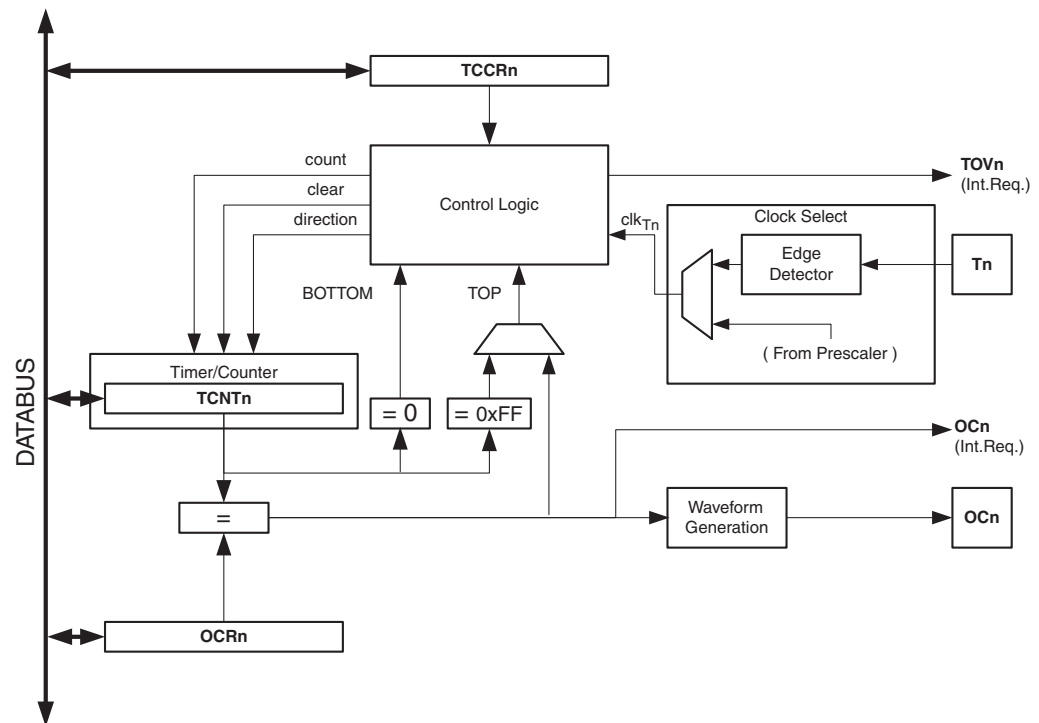 TCCRn
count
clear
direction
Control Logic
TOVn
(Int.Req.)
clkTn
Clock Select
Edge
Detector
Tn
( From Prescaler )
BOTTOM
TOP
DATABUS
Timer/Counter
TCNTn
= 0
= 0xFF
OCn
(Int.Req.)
=
Waveform
Generation
OCn
OCRn